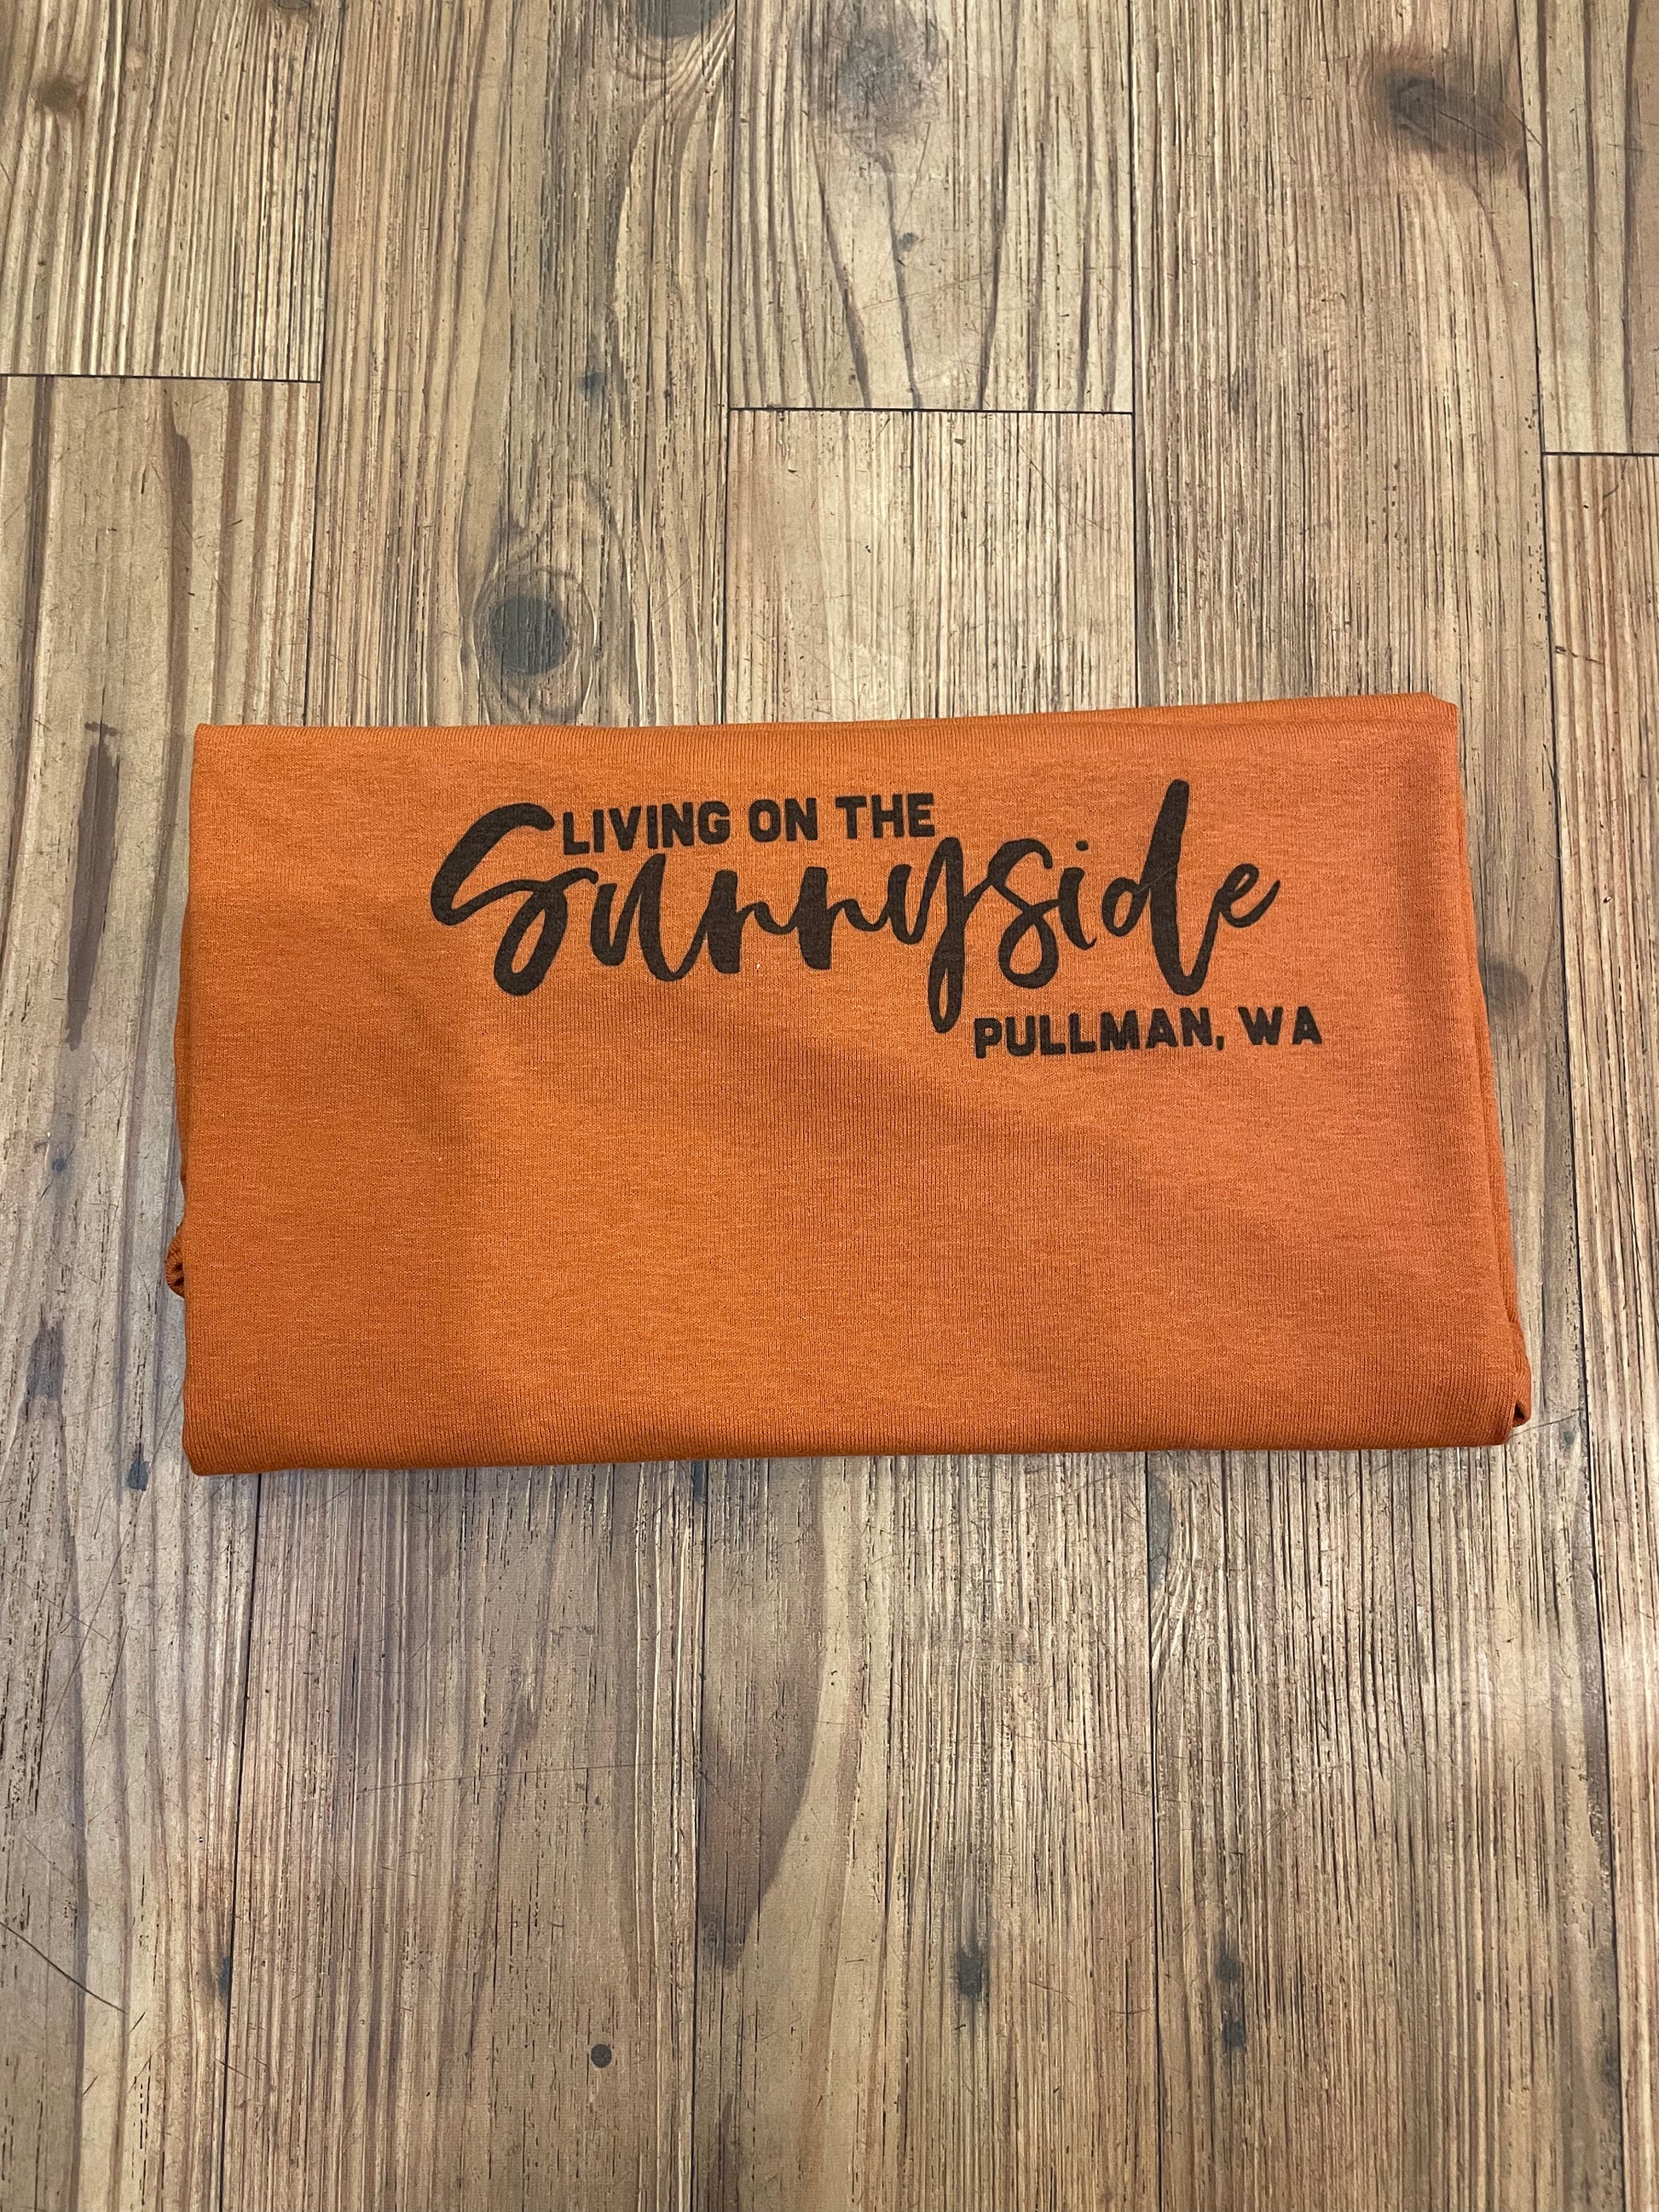 LIVING ON THE
Sunnyside
PULLMAN, WA